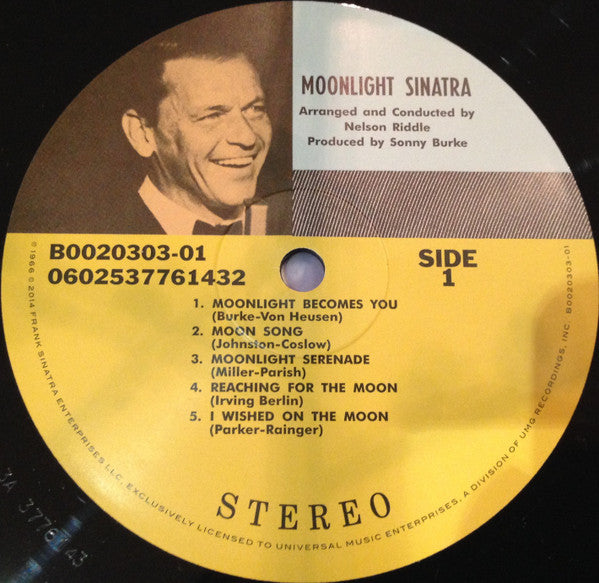 MOONLIGHT SINATRA
Arranged and Conducted by
Nelson Riddle
Produced by Sonny Burke
B0020303-01
0602537761432
SIDE
1
1. MOONLIGHT BECOMES YOU
(Burke-Von Heusen)
2. MOON SONG
(Johnston-Coslow)
3. MOONLIGHT SERENADE
(Miller-Parish)
4. REACHING FOR THE MOON
(Irving Berlin)
5. I WISHED ON THE MOON
(Parker-Rainger)
STEREO
℗1966 © 2014 FRANK SINATRA ENTERPRISES LLC, EXCLUSIVELY LICENSED TO UNIVERSAL MUSIC ENTERPRISES, A DIVISION OF UMG RECORDINGS, INC. B0020303-01